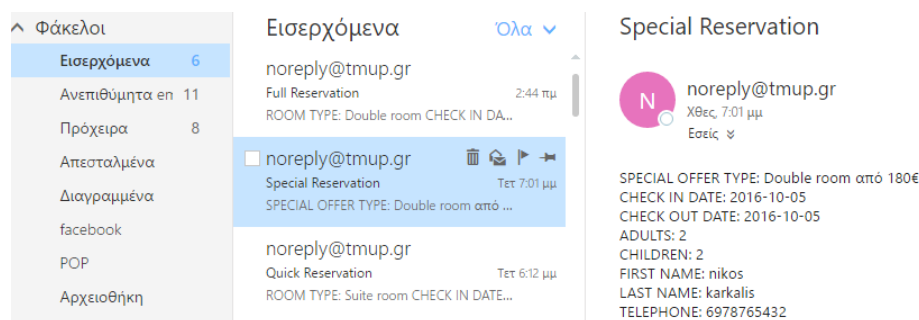 Φάκελοι
Εισερχόμενα 6
Ανεπιθύμητα en 11
Πρόχειρα 8
Απεσταλμένα
Διαγραμμένα
facebook
POP
Αρχειοθήκη
Εισερχόμενα Όλα
noreply@tmup.gr
Full Reservation 2:44 πμ
ROOM TYPE: Double room CHECK IN DA...
noreply@tmup.gr
Special Reservation Τετ 7:01 μμ
SPECIAL OFFER TYPE: Double room από ...
noreply@tmup.gr
Quick Reservation Τετ 6:12 μμ
ROOM TYPE: Suite room CHECK IN DATE...
Special Reservation
N
noreply@tmup.gr
Χθες, 7:01 μμ
Εσείς
SPECIAL OFFER TYPE: Double room από 180€
CHECK IN DATE: 2016-10-05
CHECK OUT DATE: 2016-10-05
ADULTS: 2
CHILDREN: 2
FIRST NAME: nikos
LAST NAME: karkalis
TELEPHONE: 6978765432